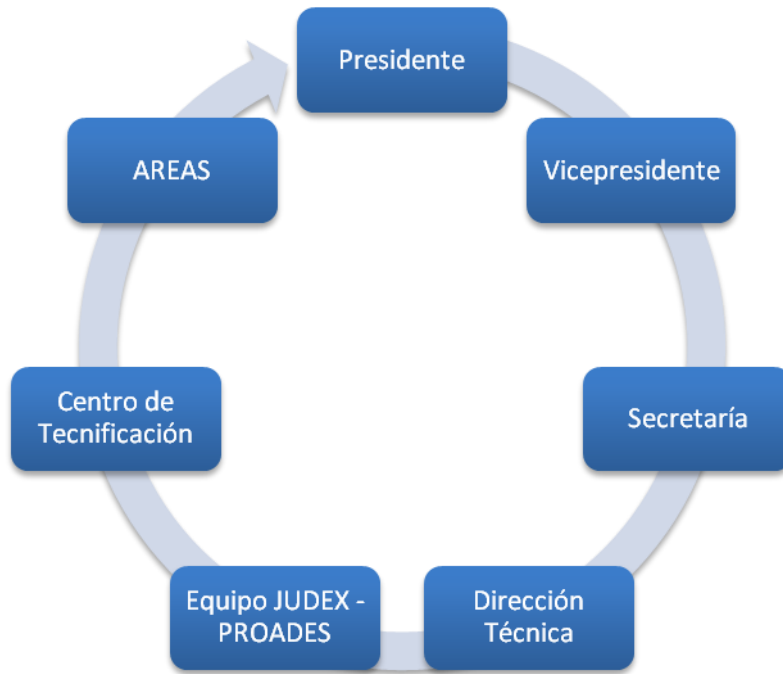 Presidente
Vicepresidente
Secretaría
Dirección
Técnica
Equipo JUDEX -
PROADES
Centro de
Tecnificación
AREAS